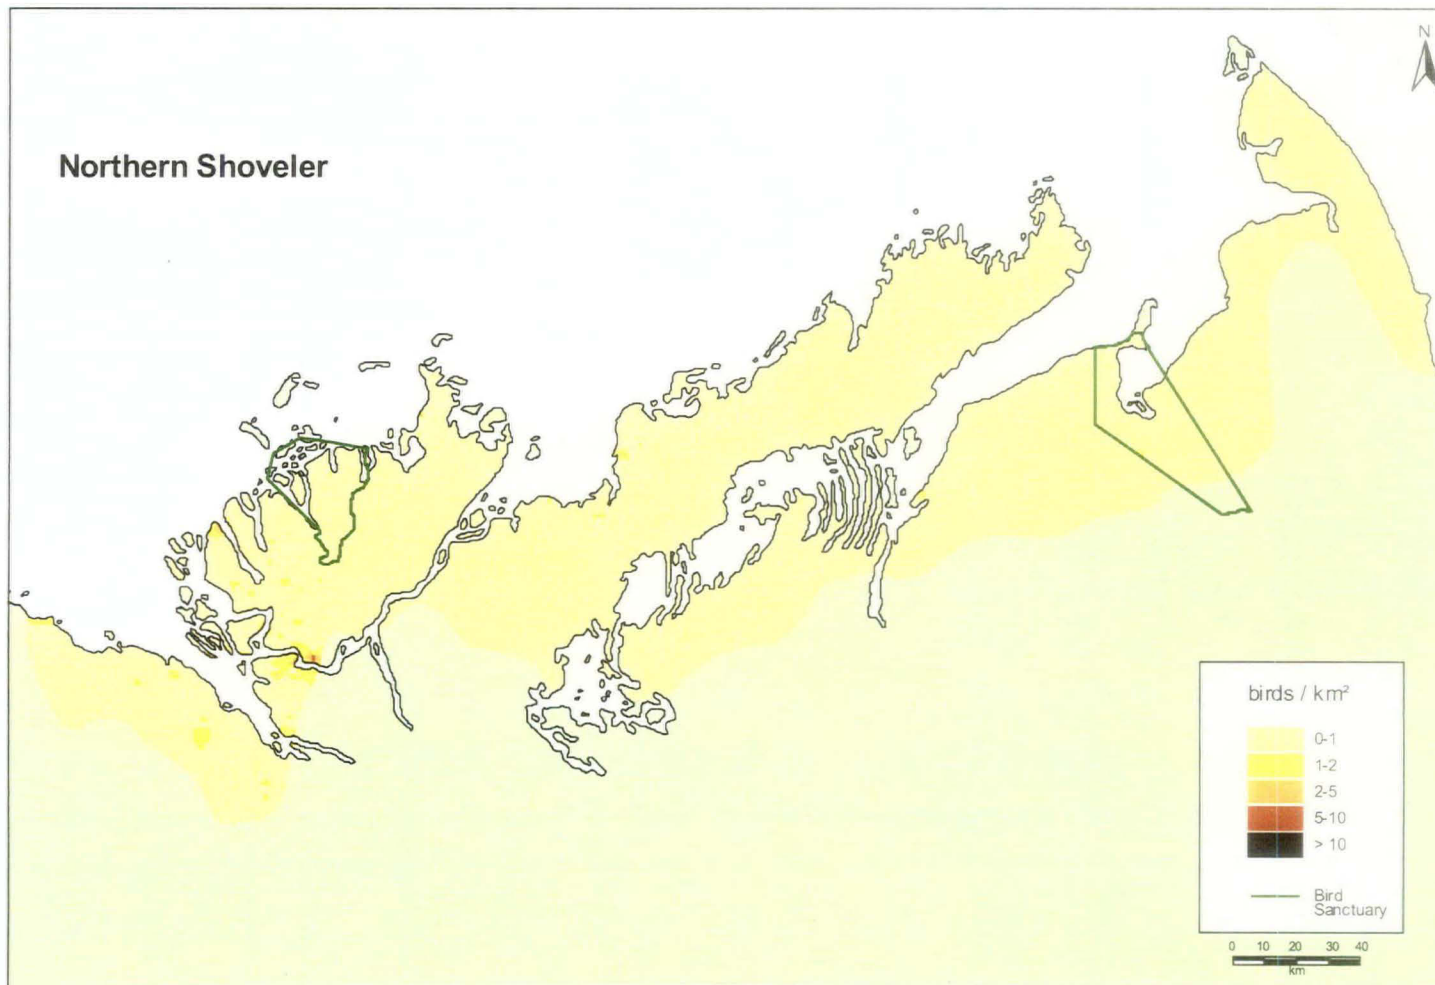 N
Northern Shoveler
birds / km²
0-1
1-2
2-5
5-10
> 10
Bird
Sanctuary
0 10 20 30 40
km